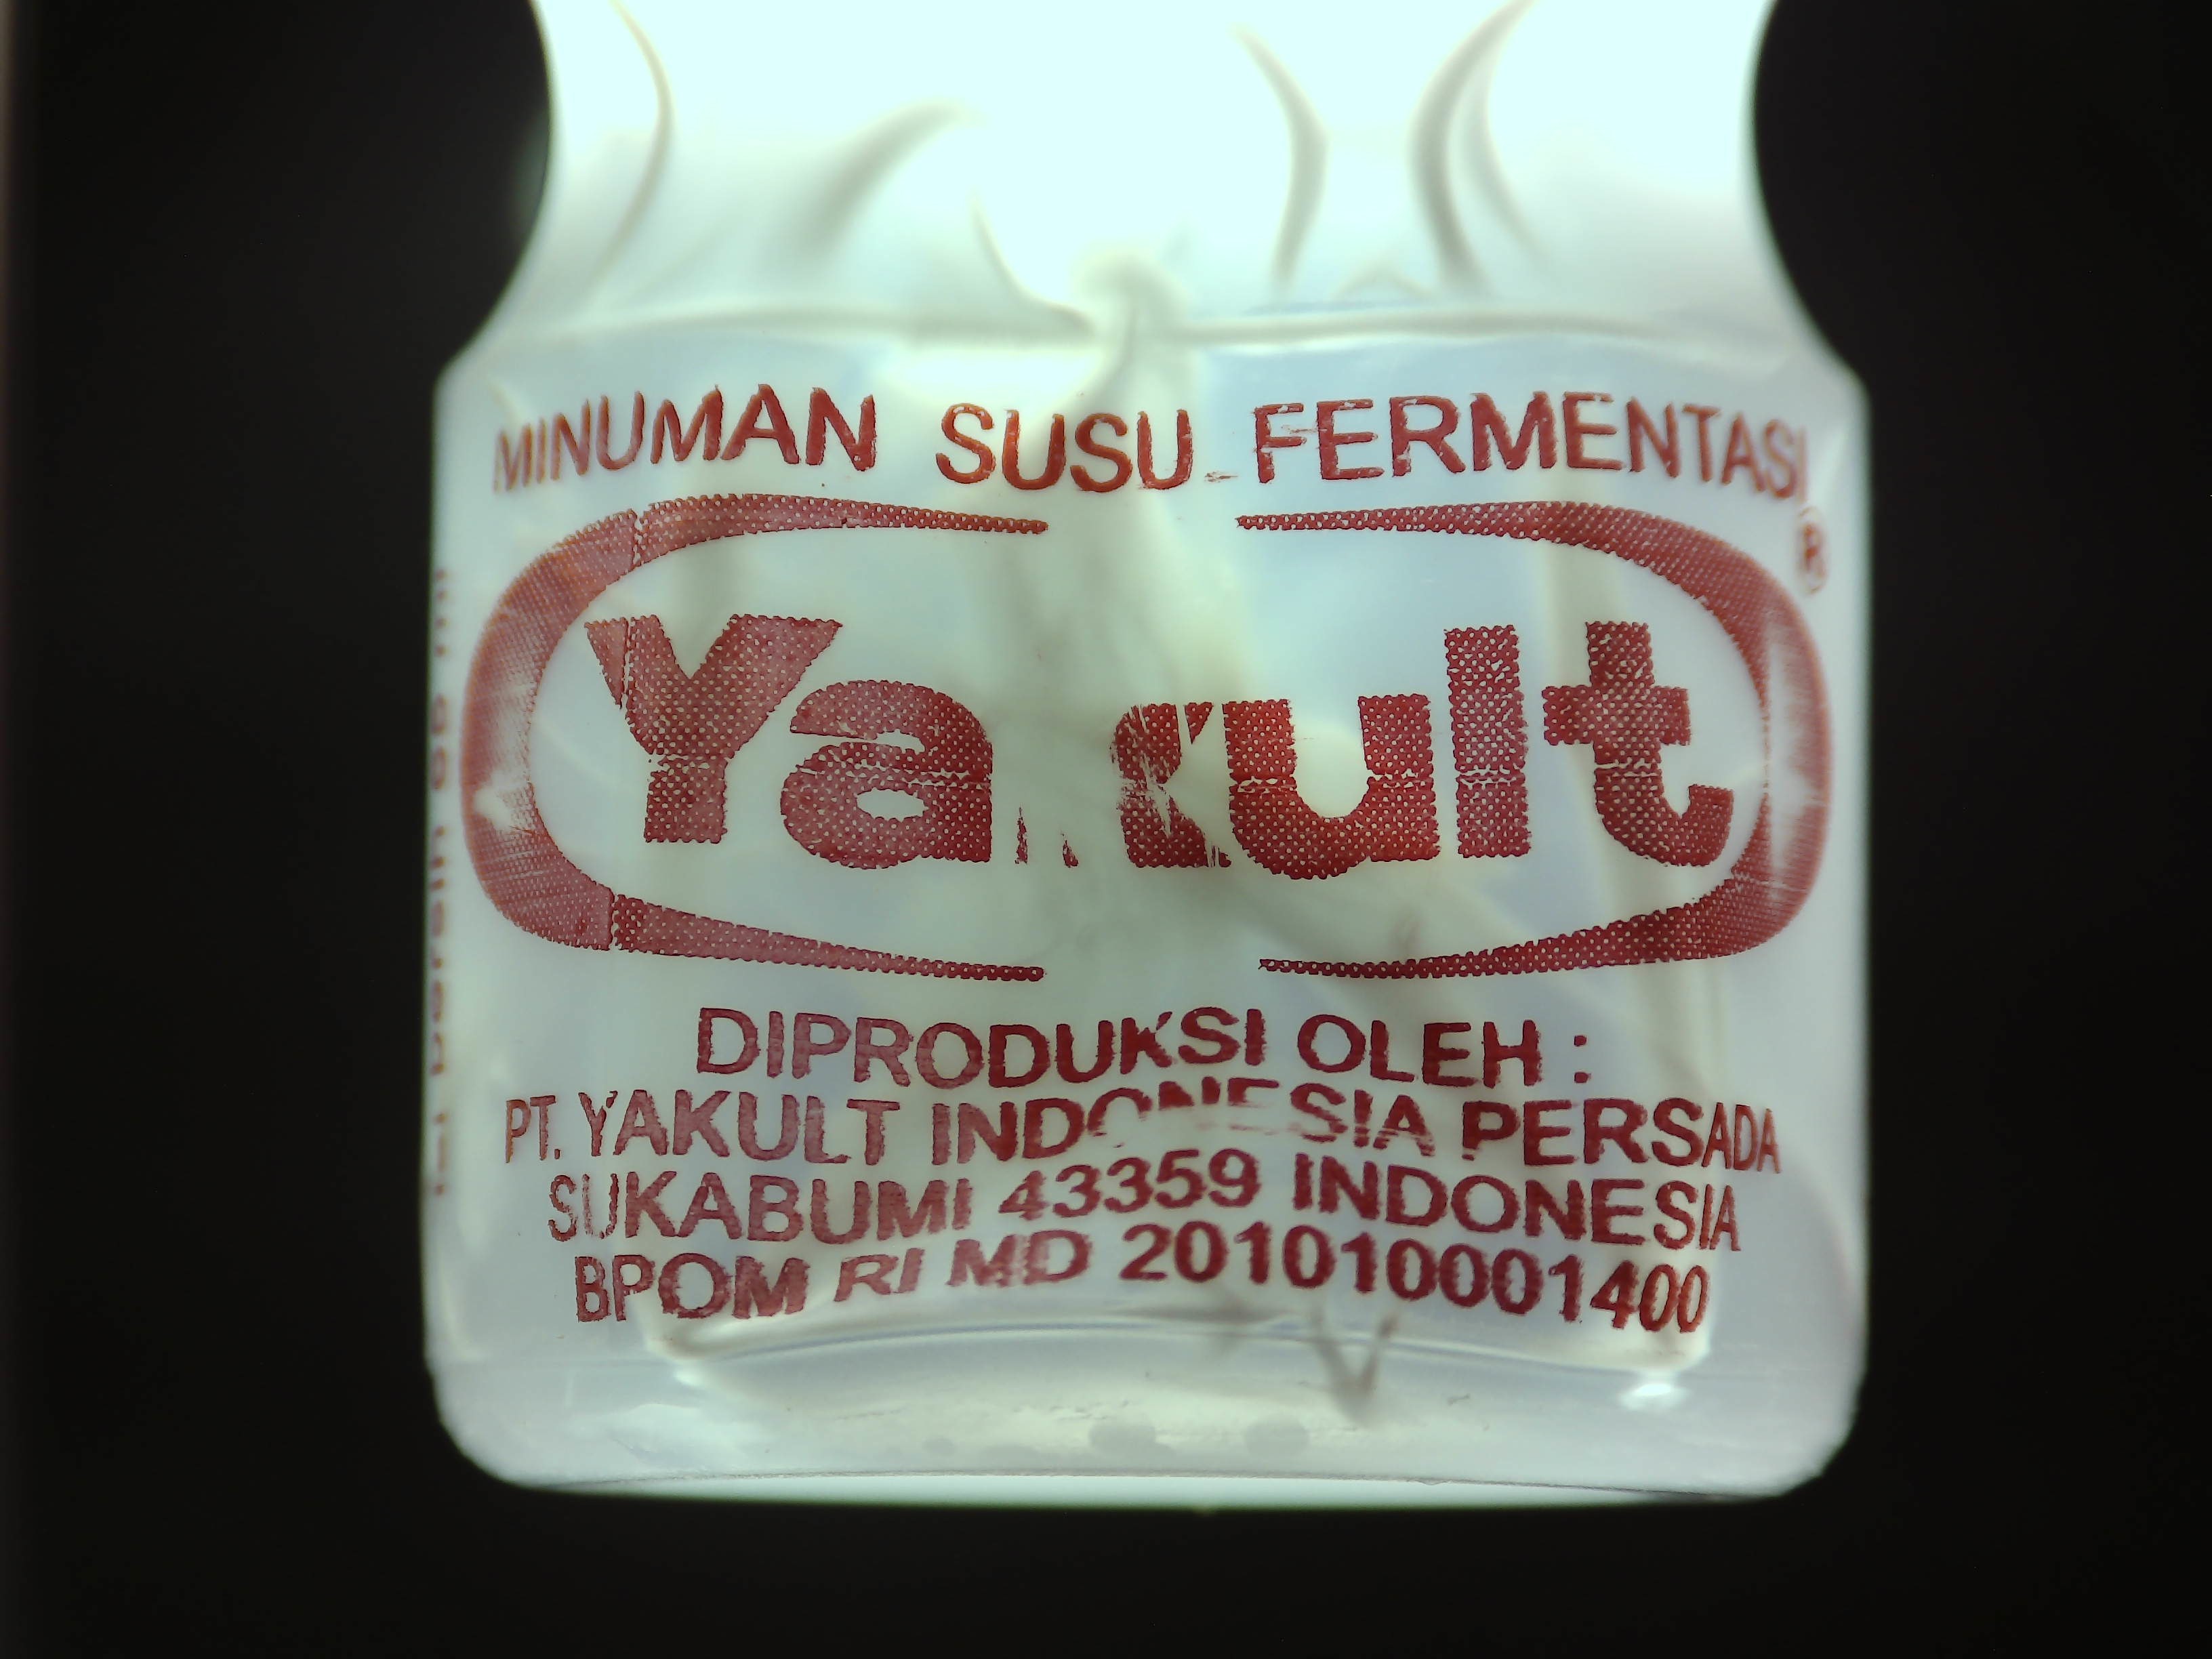 MINUMAN SUSU FERMENTASI
Yakult®
DIPRODUKSI OLEH :
PT. YAKULT INDONESIA PERSADA
SUKABUMI 43359 INDONESIA
BPOM RI MD 201010001400